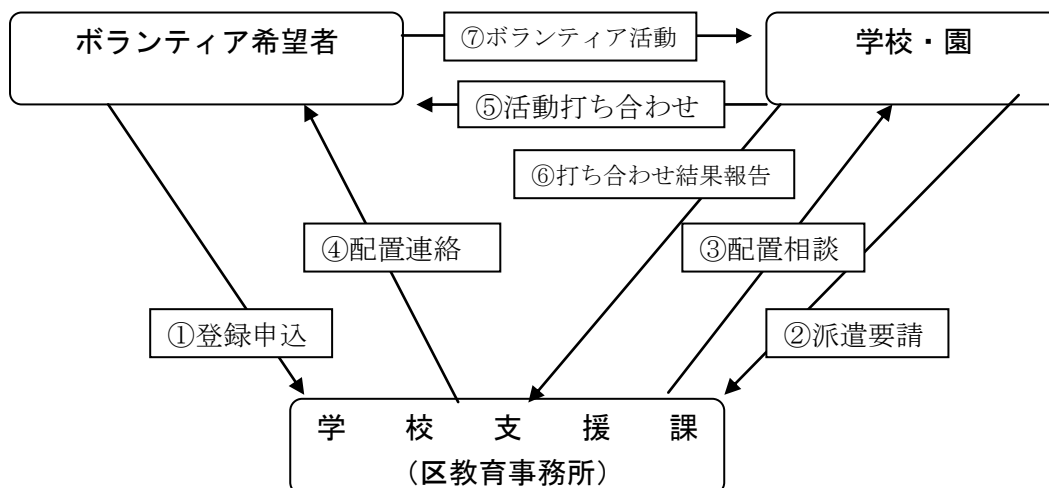 ボランティア希望者
⑦ボランティア活動
学校・園
⑤活動打ち合わせ
⑥打ち合わせ結果報告
④配置連絡
③配置相談
①登録申込
②派遣要請
学校支援課
(区教育事務所)